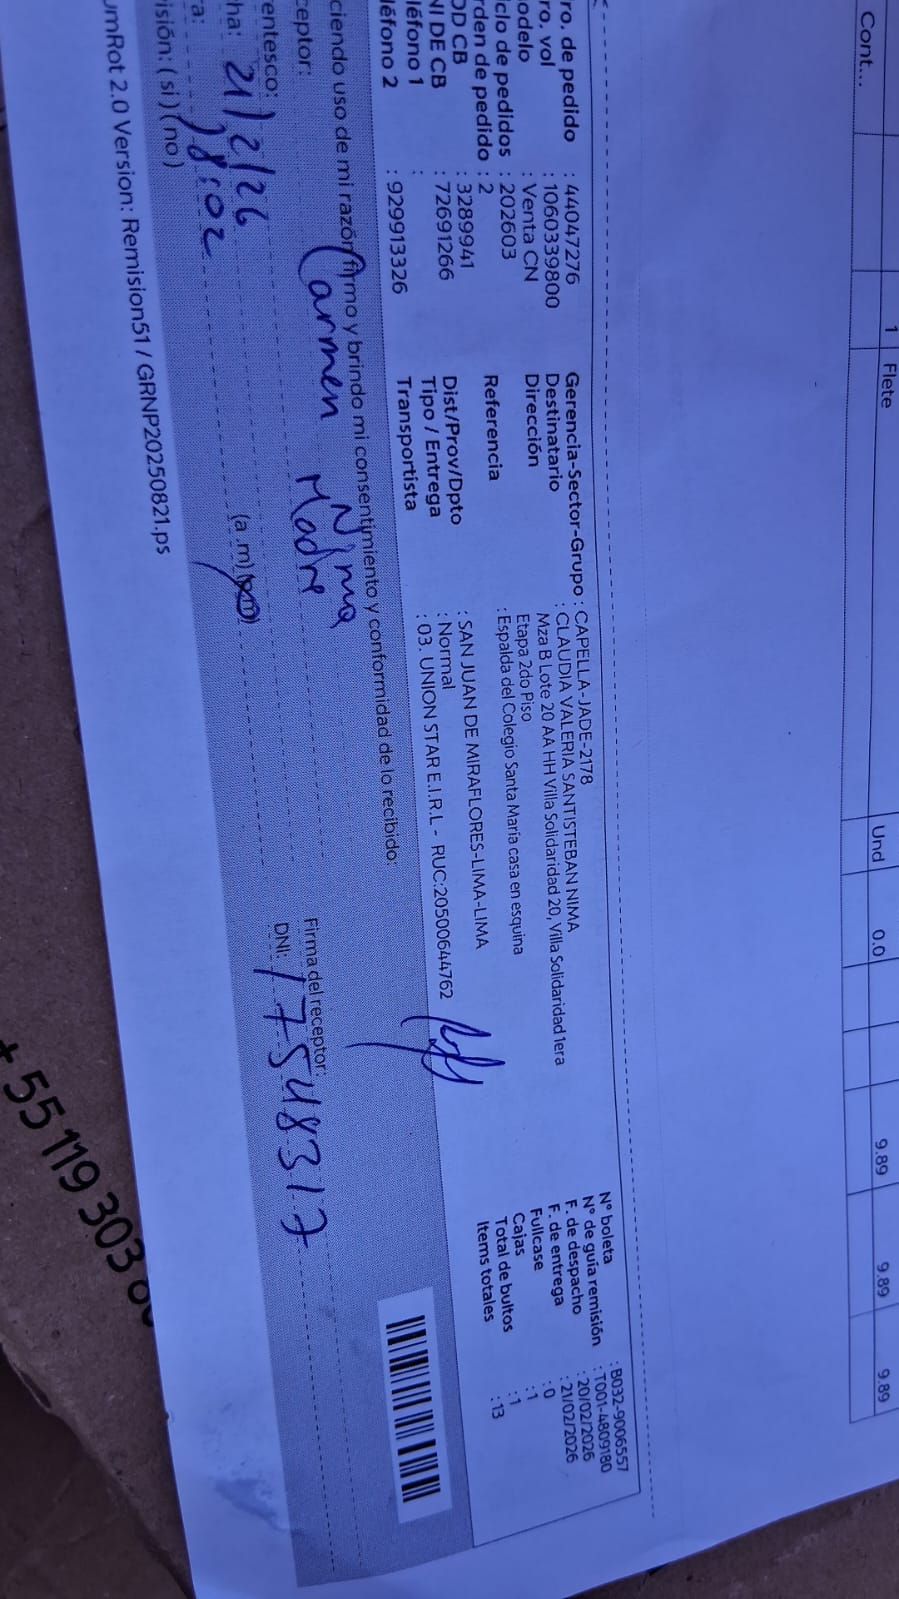 Cont... 1 Flete Und 0.0 9.89 9.89 9.89
ro. de pedido : 44047276
ro. vol : 1060339800
odelo : Venta CN
clo de pedidos : 202603
rden de pedido : 2
OD CB : 3289941
NI DE CB : 72691266
léfono 1 :
léfono 2 : 929913326
Gerencia-Sector-Grupo : CAPELLA-JADE-2178
Destinatario : CLAUDIA VALERIA SANTISTEBAN NIMA
Dirección : Mza B Lote 20 AA HH Villa Solidaridad 20, Villa Solidaridad 1era
Etapa 2do Piso
Referencia : Espalda del Colegio Santa Maria casa en esquina
Dist/Prov/Dpto : SAN JUAN DE MIRAFLORES-LIMA-LIMA
Tipo / Entrega : Normal
Transportista : 03. UNION STAR E.I.R.L - RUC:20500644762
N° boleta : B032-9006557
N° de guía remisión : T001-4809180
F. de despacho : 20/02/2026
F. de entrega : 21/02/2026
Fullcase : 0
Cajas : 1
Total de bultos : 1
Items totales : 13
ciendo uso de mi razón firmo y brindo mi consentimiento y conformidad de lo recibido:
ceptor: Carmen Nima
Firma del receptor:
entesco: Madre
DNI: 17548317
ha: 21/2/26
ra: 18:02 (a.m)
isión: (si) (no)
umRot 2.0 Version: Remision51 / GRNP20250821.ps
+ 55 119 303